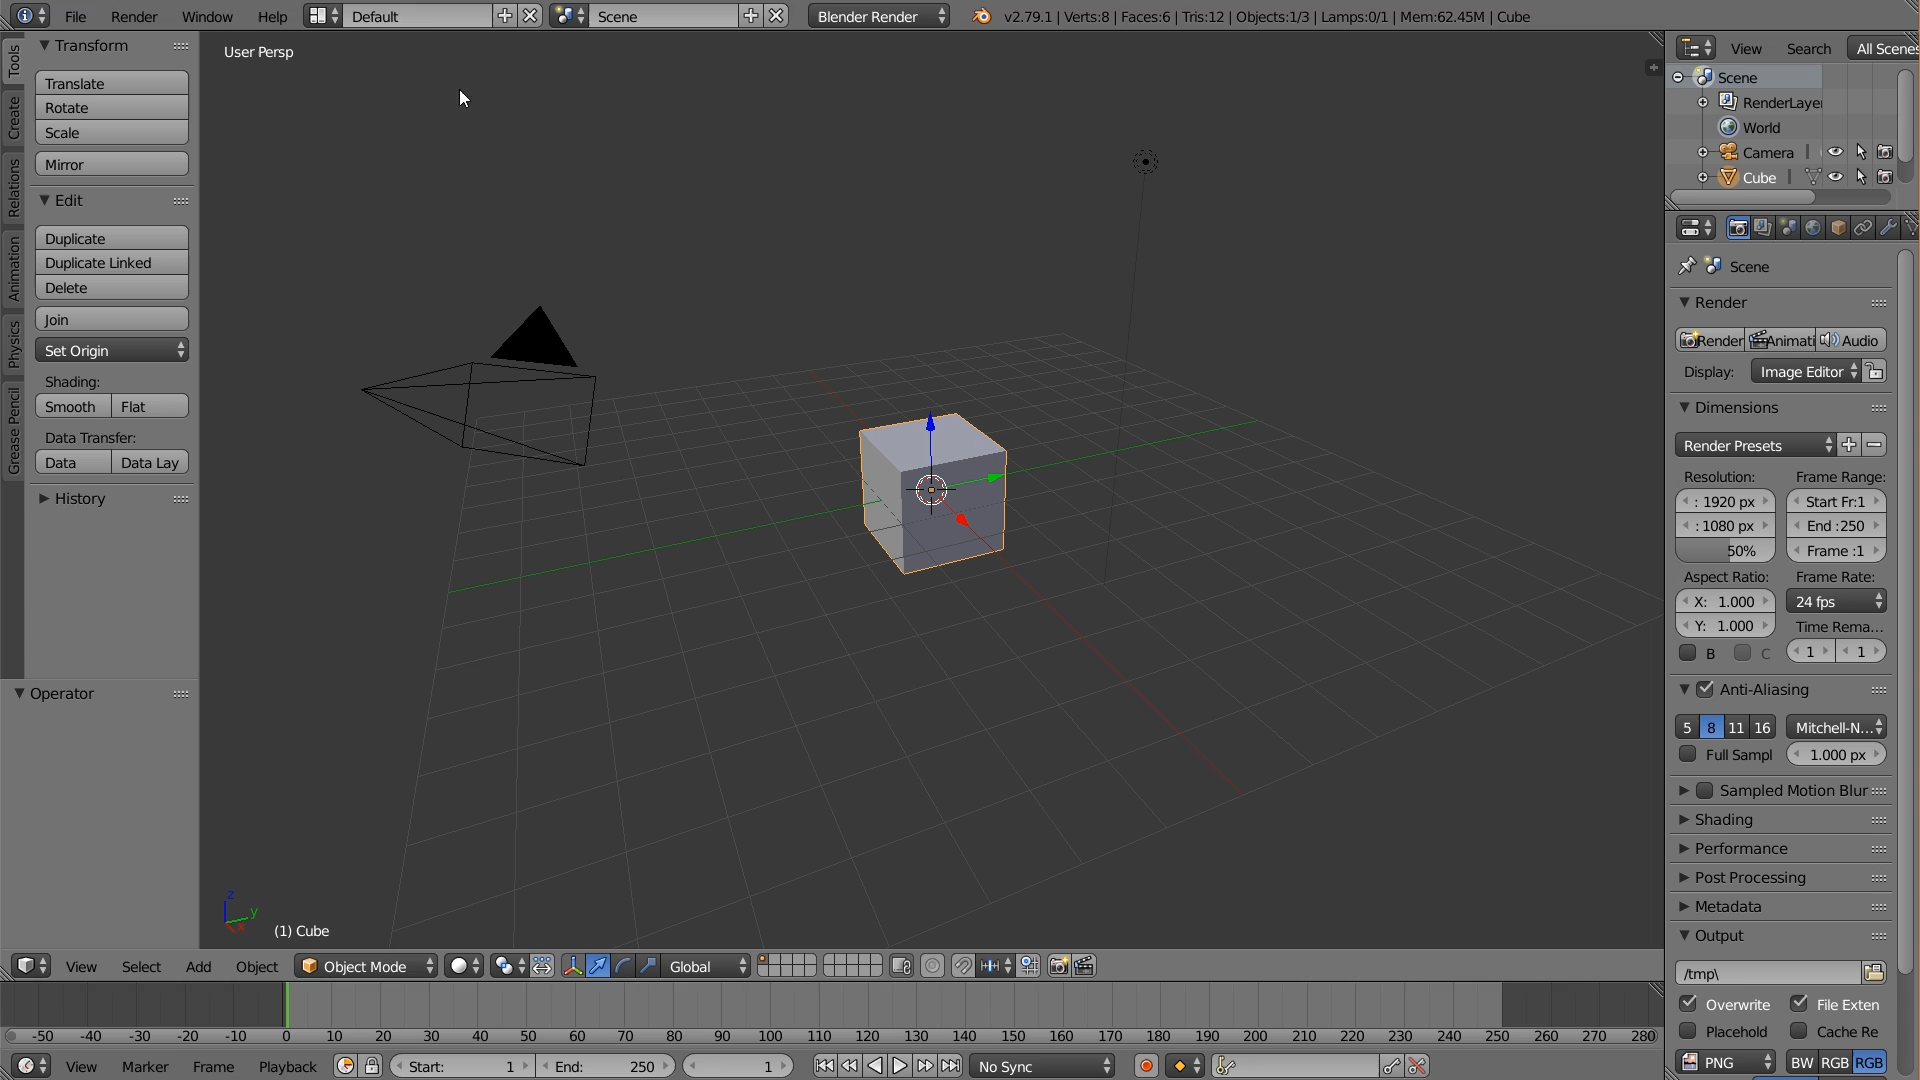 File Render Window Help Default Scene Blender Render v2.79.1 | Verts:8 | Faces:6 | Tris:12 | Objects:1/3 | Lamps:0/1 | Mem:62.45M | Cube
Tools
Create
Relations
Animation
Physics
Grease Pencil
Transform
Translate
Rotate
Scale
Mirror
Edit
Duplicate
Duplicate Linked
Delete
Join
Set Origin
Shading:
Smooth Flat
Data Transfer:
Data Data Lay
History
Operator
User Persp
z
y
x
(1) Cube
View Search All Scenes
Scene
RenderLayer
World
Camera
Cube
Scene
Render
Render Animati Audio
Display: Image Editor
Dimensions
Render Presets
Resolution: Frame Range:
: 1920 px Start Fr:1
: 1080 px End :250
50% Frame :1
Aspect Ratio: Frame Rate:
X: 1.000 24 fps
Y: 1.000 Time Rema...
B C 1 1
Anti-Aliasing
5 8 11 16 Mitchell-N...
Full Sampl 1.000 px
Sampled Motion Blur
Shading
Performance
Post Processing
Metadata
Output
/tmp\
Overwrite File Exten
Placehold Cache Re
PNG BW RGB RGB
View Select Add Object Object Mode Global
-50 -40 -30 -20 -10 0 10 20 30 40 50 60 70 80 90 100 110 120 130 140 150 160 170 180 190 200 210 220 230 240 250 260 270 280
View Marker Frame Playback Start: 1 End: 250 1 No Sync